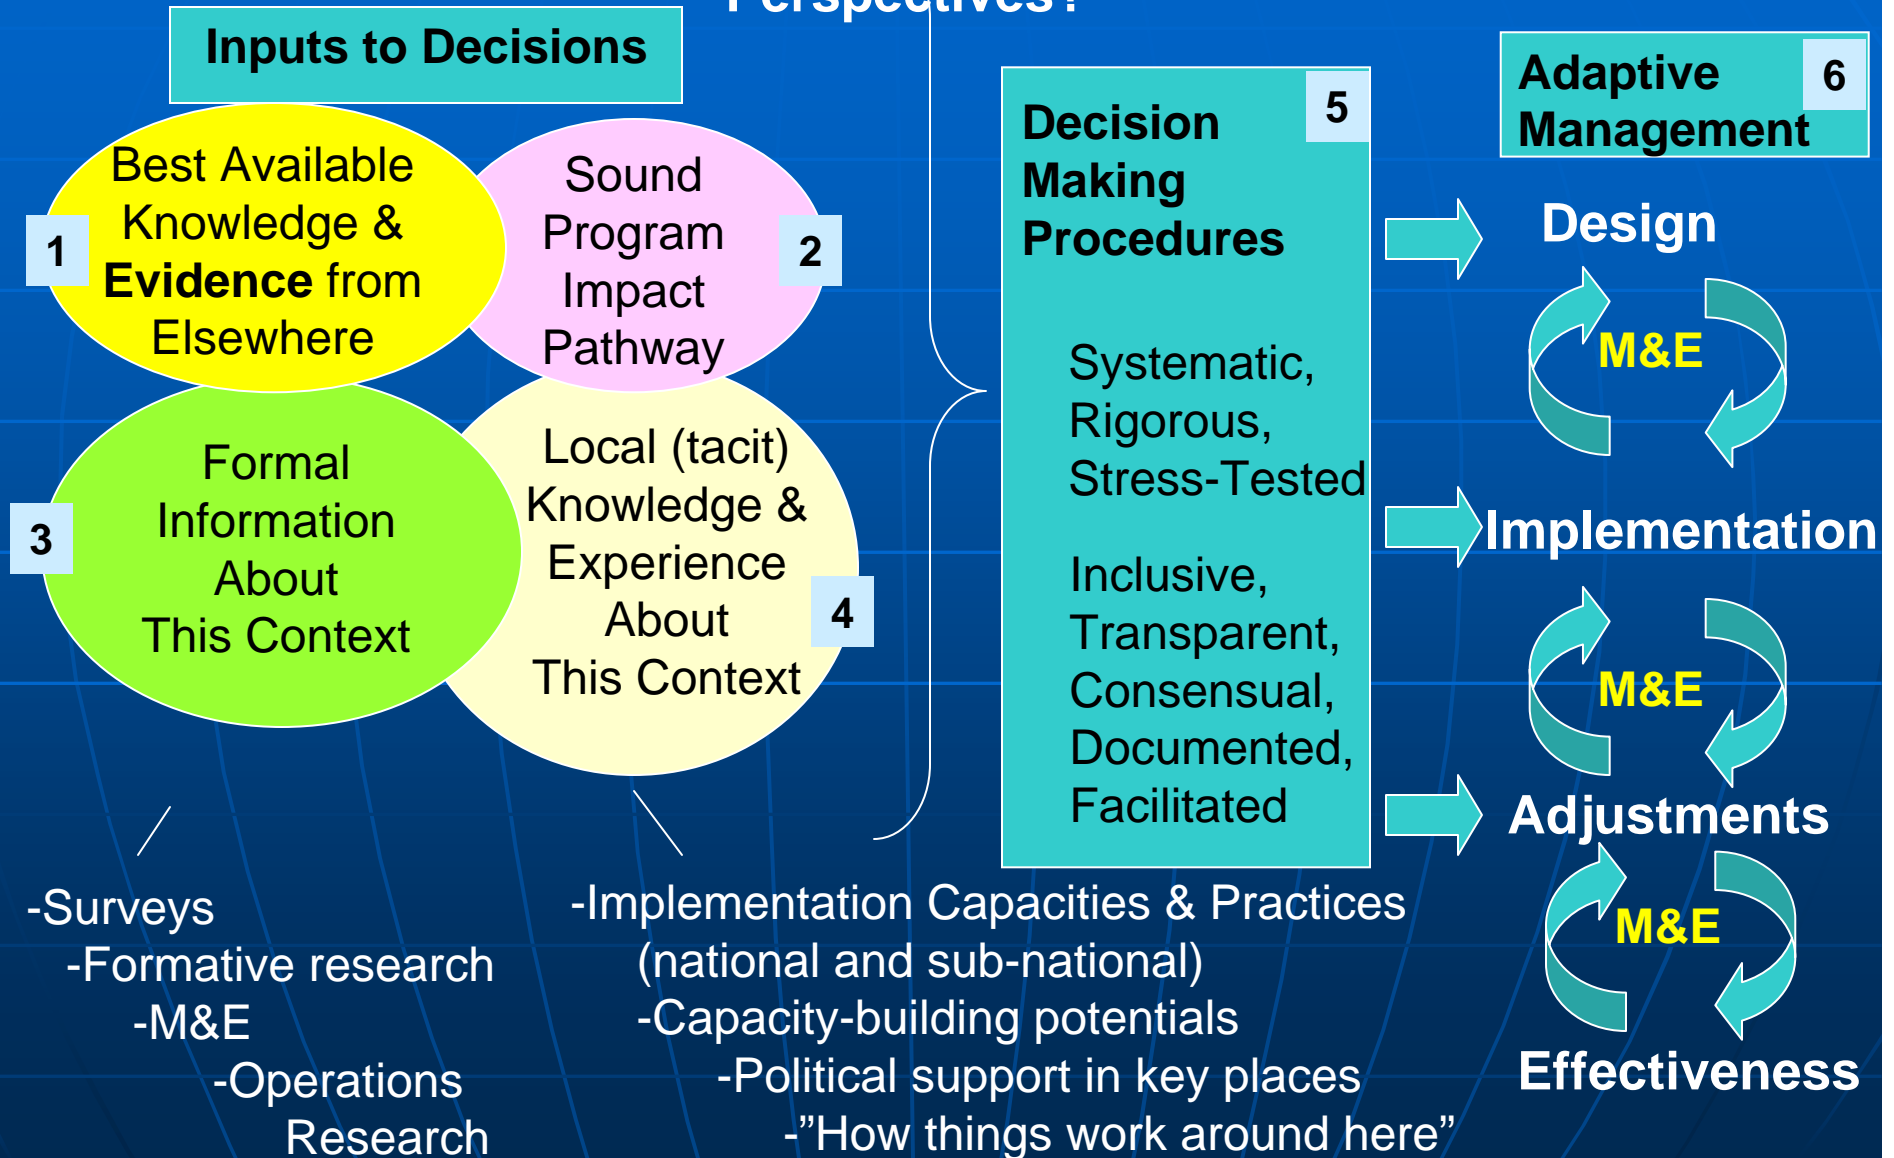 Perspectives?
Inputs to Decisions
Best Available
Knowledge &
Evidence from
Elsewhere
1
Sound
Program
Impact
Pathway
2
Formal
Information
About
This Context
3
Local (tacit)
Knowledge &
Experience
About
This Context
4
-Surveys
-Formative research
-M&E
-Operations
Research
-Implementation Capacities & Practices
(national and sub-national)
-Capacity-building potentials
-Political support in key places
-”How things work around here”
5
Decision
Making
Procedures
Systematic,
Rigorous,
Stress-Tested
Inclusive,
Transparent,
Consensual,
Documented,
Facilitated
Adaptive
Management
6
Design
M&E
Implementation
M&E
Adjustments
M&E
Effectiveness